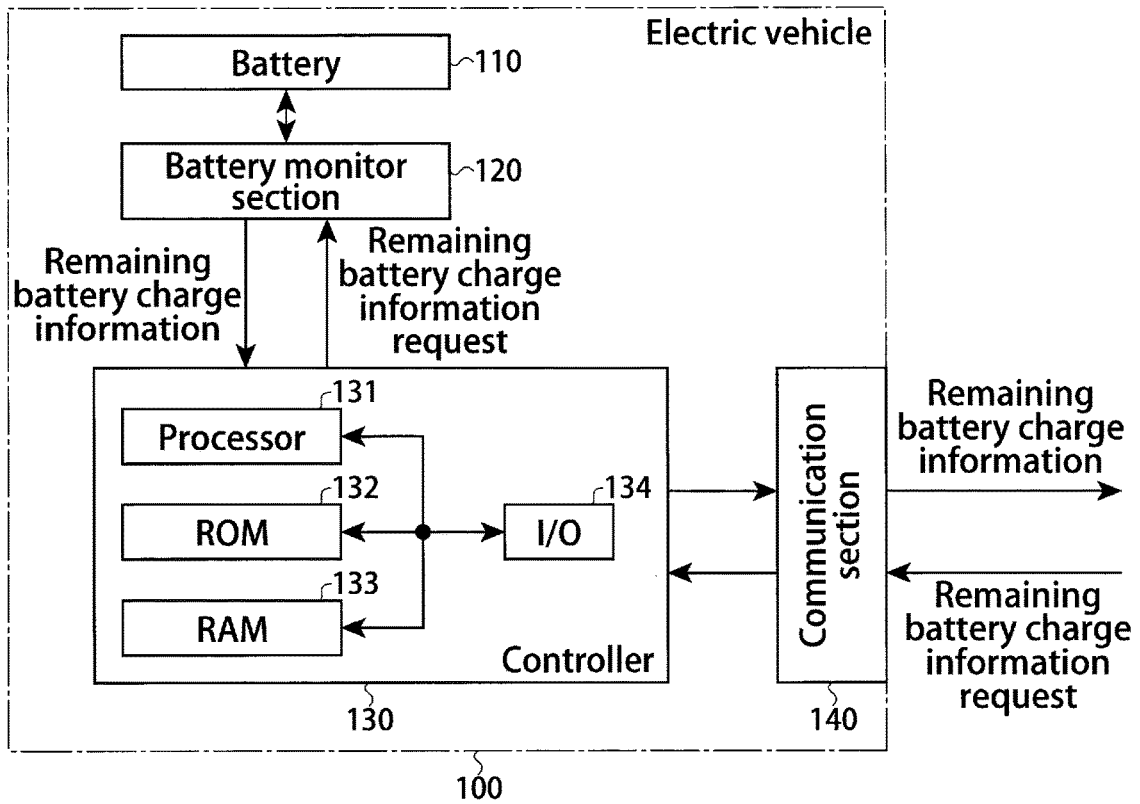 Electric vehicle
Battery
110
Battery monitor
section
120
Remaining
battery charge
information
Remaining
battery charge
information
request
131
Processor
132
ROM
133
RAM
134
I/O
Controller
130
Communication
section
140
Remaining
battery charge
information
Remaining
battery charge
information
request
100